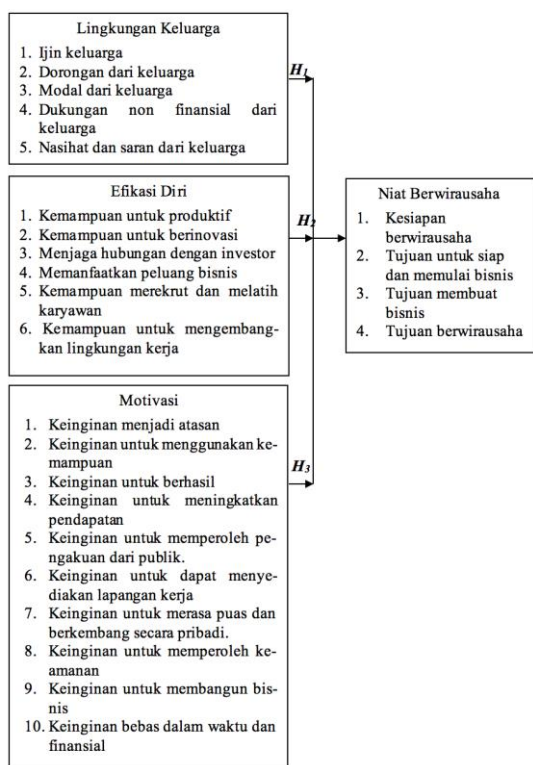 Lingkungan Keluarga
1. Ijin keluarga
2. Dorongan dari keluarga
3. Modal dari keluarga
4. Dukungan non finansial dari
keluarga
5. Nasihat dan saran dari keluarga
H1
Efikasi Diri
1. Kemampuan untuk produktif
2. Kemampuan untuk berinovasi
3. Menjaga hubungan dengan investor
4. Memanfaatkan peluang bisnis
5. Kemampuan merekrut dan melatih
karyawan
6. Kemampuan untuk mengembang-
kan lingkungan kerja
H2
Niat Berwirausaha
1. Kesiapan
berwirausaha
2. Tujuan untuk siap
dan memulai bisnis
3. Tujuan membuat
bisnis
4. Tujuan berwirausaha
Motivasi
1. Keinginan menjadi atasan
2. Keinginan untuk menggunakan ke-
mampuan
3. Keinginan untuk berhasil
4. Keinginan untuk meningkatkan
pendapatan
5. Keinginan untuk memperoleh pe-
ngakuan dari publik.
6. Keinginan untuk dapat menye-
diakan lapangan kerja
7. Keinginan untuk merasa puas dan
berkembang secara pribadi.
8. Keinginan untuk memperoleh ke-
amanan
9. Keinginan untuk membangun bis-
nis
10. Keinginan bebas dalam waktu dan
finansial
H3